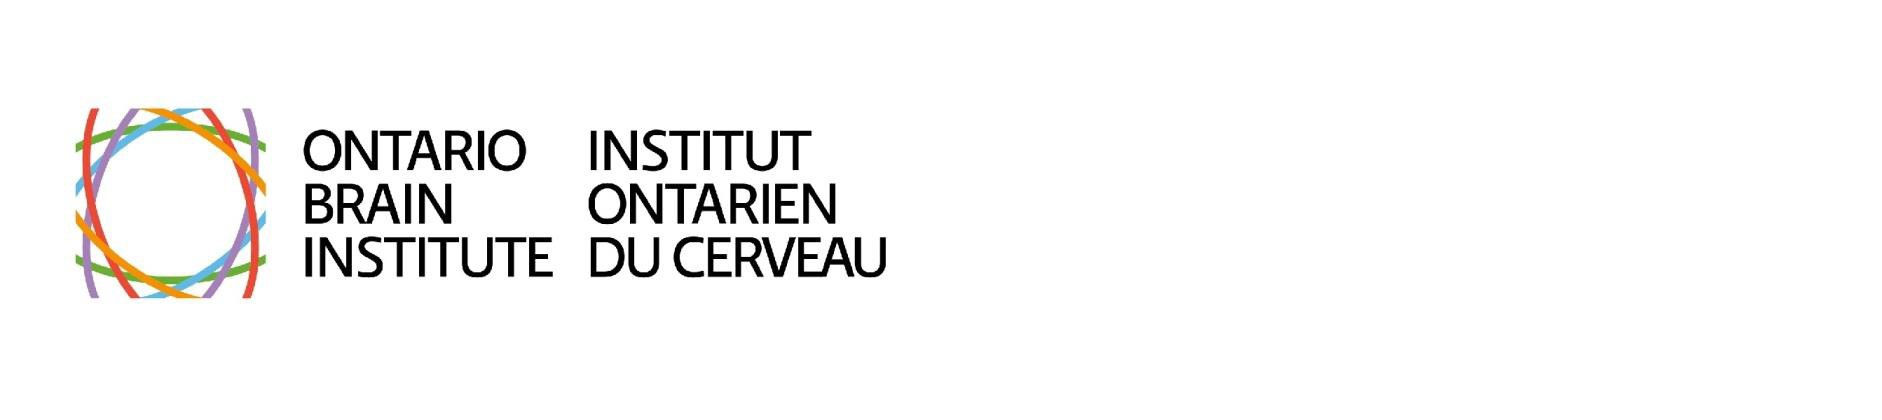 ONTARIO
BRAIN
INSTITUTE
INSTITUT
ONTARIEN
DU CERVEAU